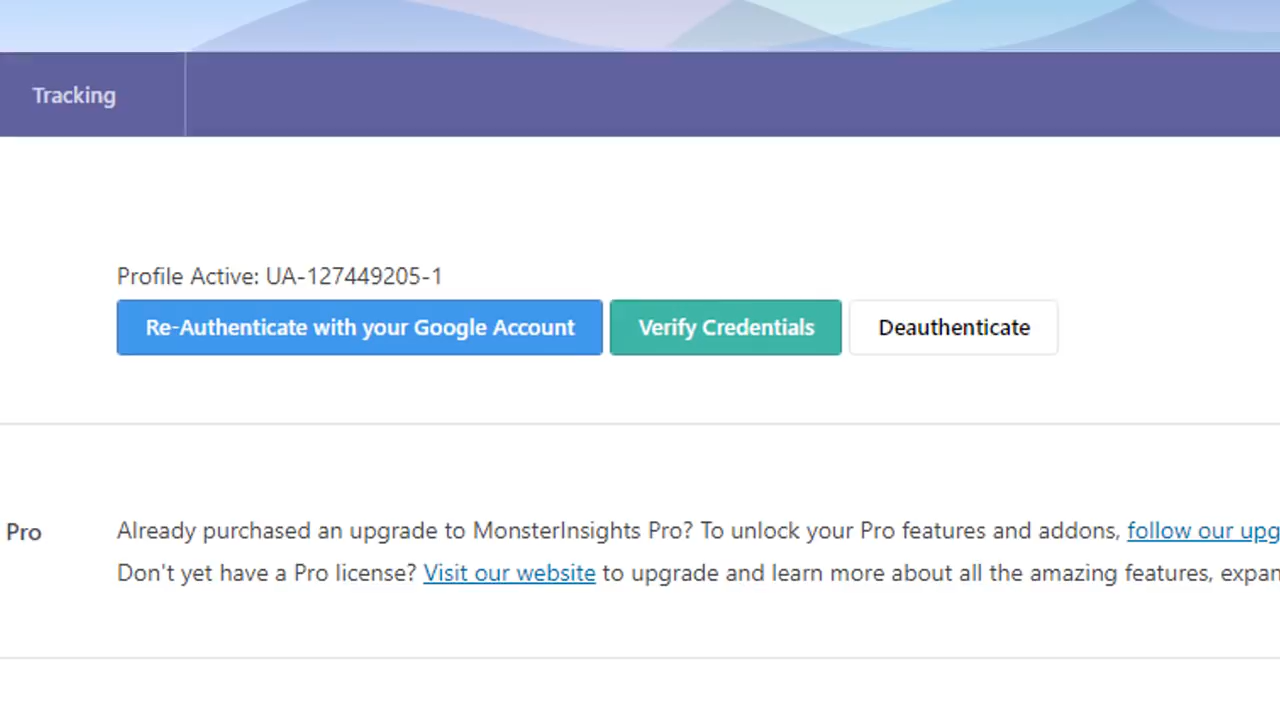 Tracking
Profile Active: UA-127449205-1
Re-Authenticate with your Google Account
Verify Credentials
Deauthenticate
Pro
Already purchased an upgrade to MonsterInsights Pro? To unlock your Pro features and addons, follow our upg
Don't yet have a Pro license? Visit our website to upgrade and learn more about all the amazing features, expan